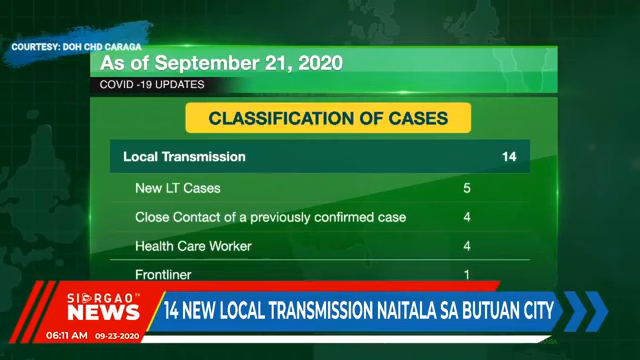 COURTESY: DOH CHD CARAGA
As of September 21, 2020
COVID -19 UPDATES
CLASSIFICATION OF CASES
Local Transmission 14
New LT Cases 5
Close Contact of a previously confirmed case 4
Health Care Worker 4
Frontliner 1
SIARGAO TV
NEWS
14 NEW LOCAL TRANSMISSION NAITALA SA BUTUAN CITY
06:11 AM 09-23-2020